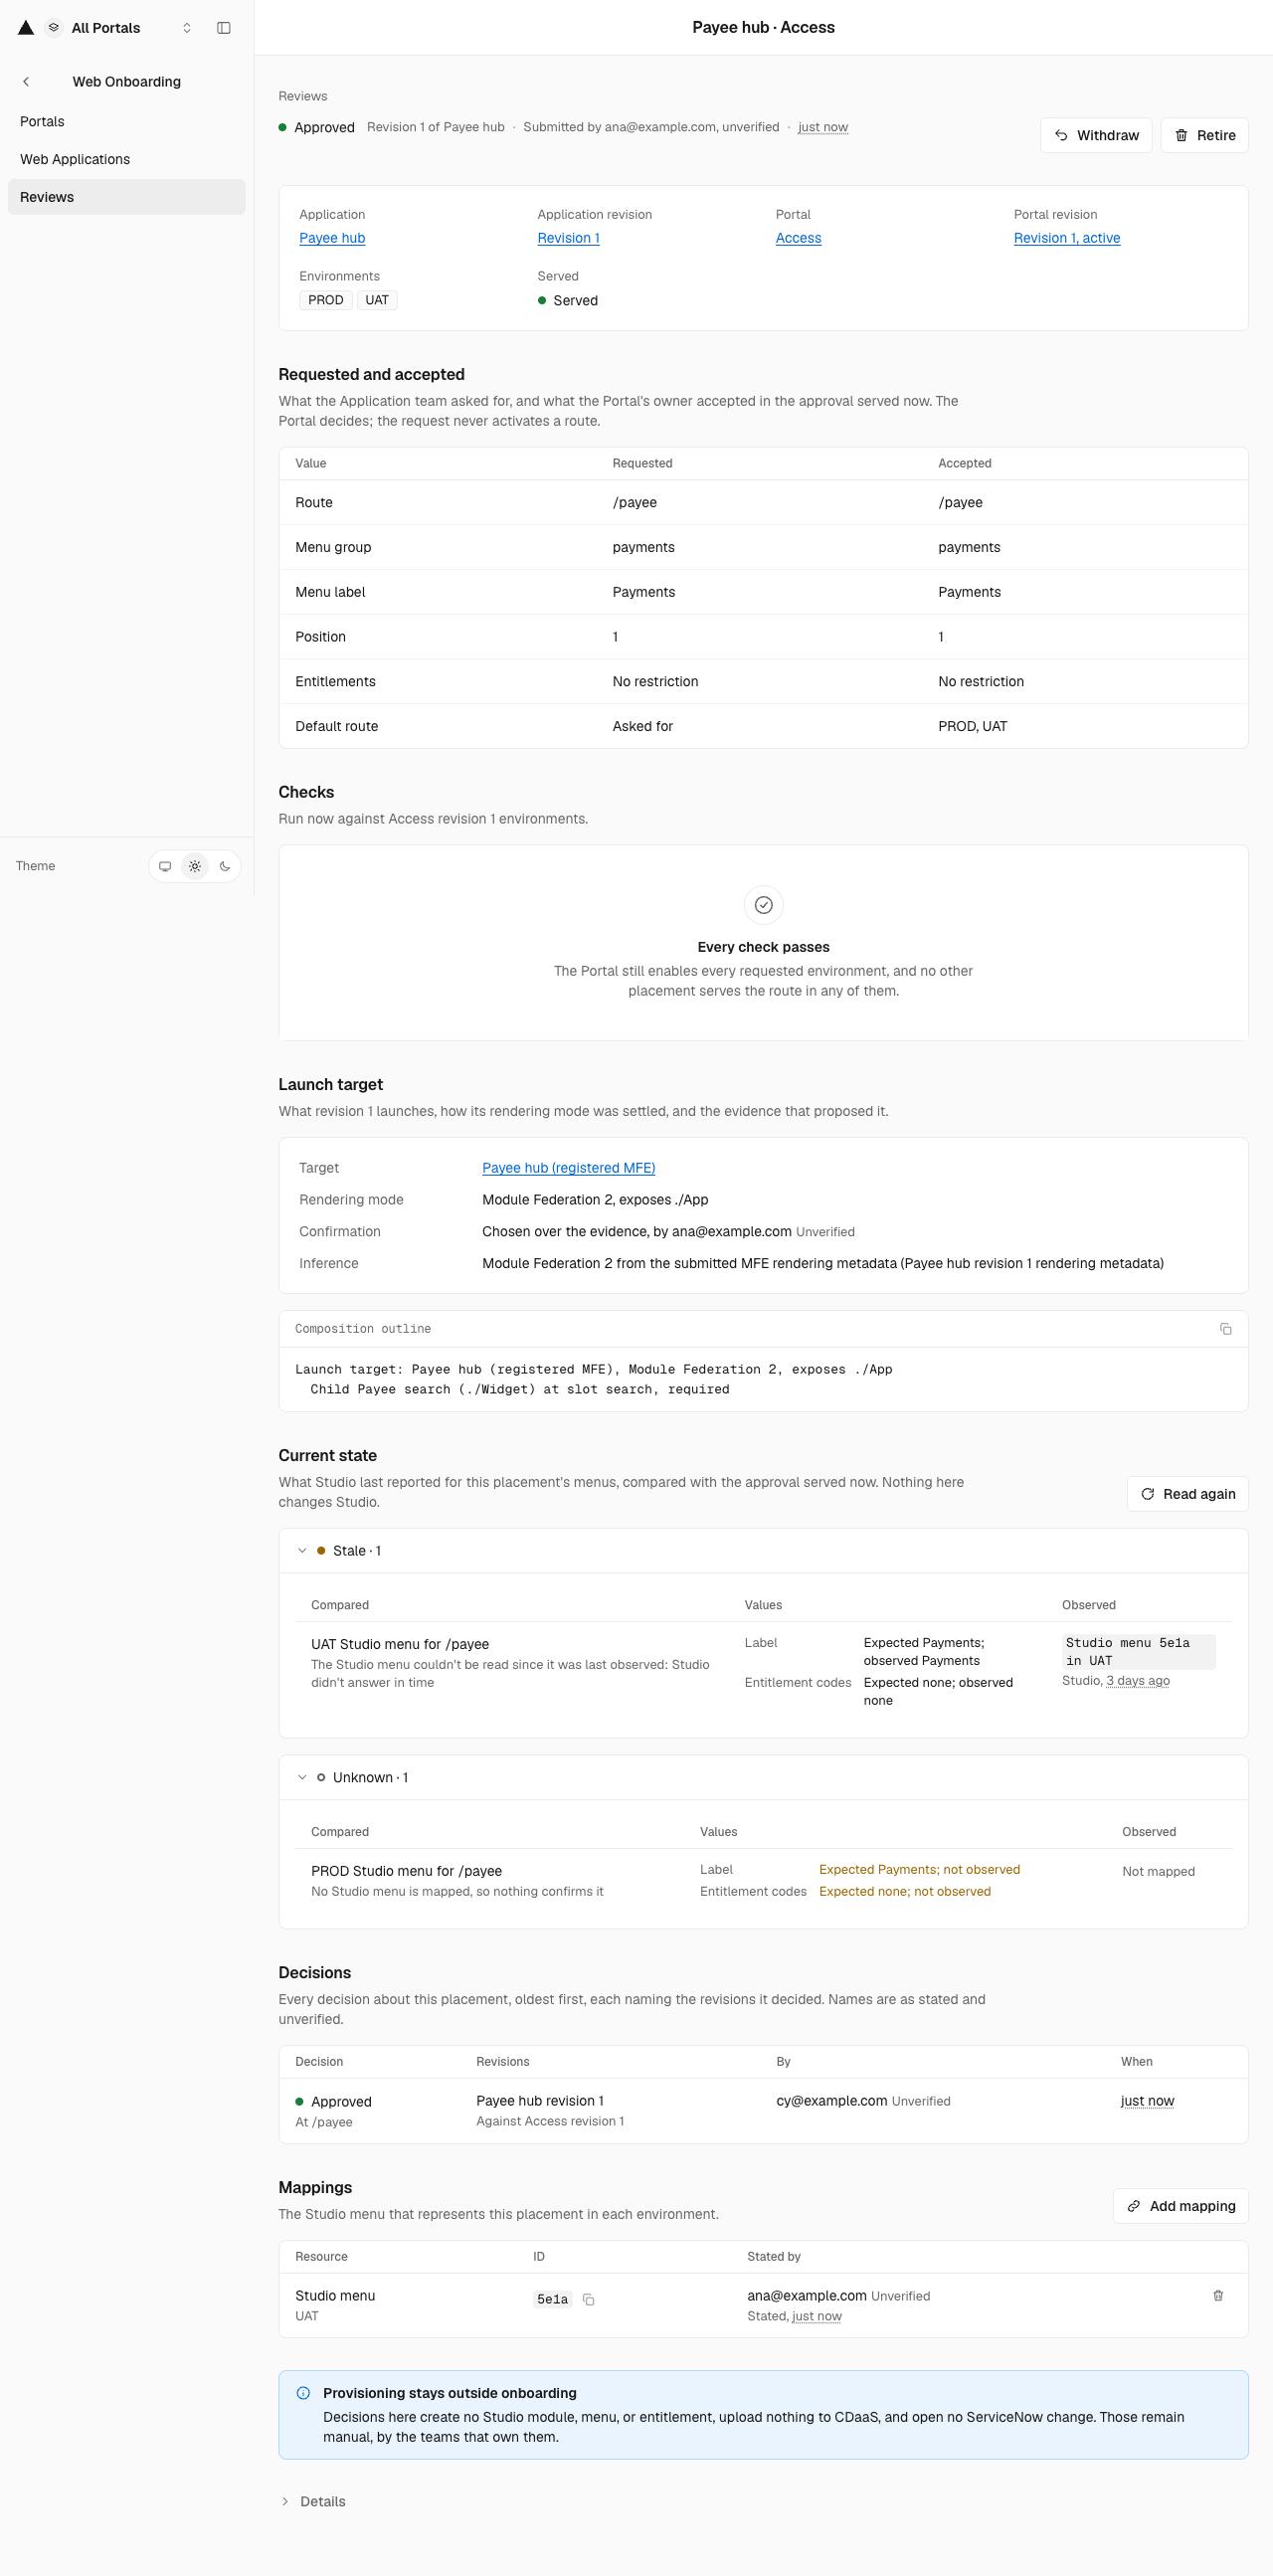 All Portals
Payee hub · Access
Web Onboarding
Portals
Web Applications
Reviews
Theme
Reviews
Approved Revision 1 of Payee hub · Submitted by ana@example.com, unverified · just now
Withdraw
Retire
Application
Application revision
Portal
Portal revision
Payee hub
Revision 1
Access
Revision 1, active
Environments
Served
PROD UAT
Served
Requested and accepted
What the Application team asked for, and what the Portal's owner accepted in the approval served now. The
Portal decides; the request never activates a route.
Value Requested Accepted
Route /payee /payee
Menu group payments payments
Menu label Payments Payments
Position 1 1
Entitlements No restriction No restriction
Default route Asked for PROD, UAT
Checks
Run now against Access revision 1 environments.
Every check passes
The Portal still enables every requested environment, and no other
placement serves the route in any of them.
Launch target
What revision 1 launches, how its rendering mode was settled, and the evidence that proposed it.
Target Payee hub (registered MFE)
Rendering mode Module Federation 2, exposes ./App
Confirmation Chosen over the evidence, by ana@example.com Unverified
Inference Module Federation 2 from the submitted MFE rendering metadata (Payee hub revision 1 rendering metadata)
Composition outline
Launch target: Payee hub (registered MFE), Module Federation 2, exposes ./App
Child Payee search (./Widget) at slot search, required
Current state
What Studio last reported for this placement's menus, compared with the approval served now. Nothing here
changes Studio.
Read again
Stale · 1
Compared Values Observed
UAT Studio menu for /payee
The Studio menu couldn't be read since it was last observed: Studio
didn't answer in time
Label Expected Payments;
observed Payments
Entitlement codes Expected none; observed
none
Studio menu 5e1a
in UAT
Studio, 3 days ago
Unknown · 1
Compared Values Observed
PROD Studio menu for /payee
No Studio menu is mapped, so nothing confirms it
Label Expected Payments; not observed
Entitlement codes Expected none; not observed
Not mapped
Decisions
Every decision about this placement, oldest first, each naming the revisions it decided. Names are as stated and
unverified.
Decision Revisions By When
Approved Payee hub revision 1 cy@example.com Unverified just now
At /payee Against Access revision 1
Mappings
The Studio menu that represents this placement in each environment.
Add mapping
Resource ID Stated by
Studio menu 5e1a ana@example.com Unverified
UAT Stated, just now
Provisioning stays outside onboarding
Decisions here create no Studio module, menu, or entitlement, upload nothing to CDaaS, and open no ServiceNow change. Those remain
manual, by the teams that own them.
Details